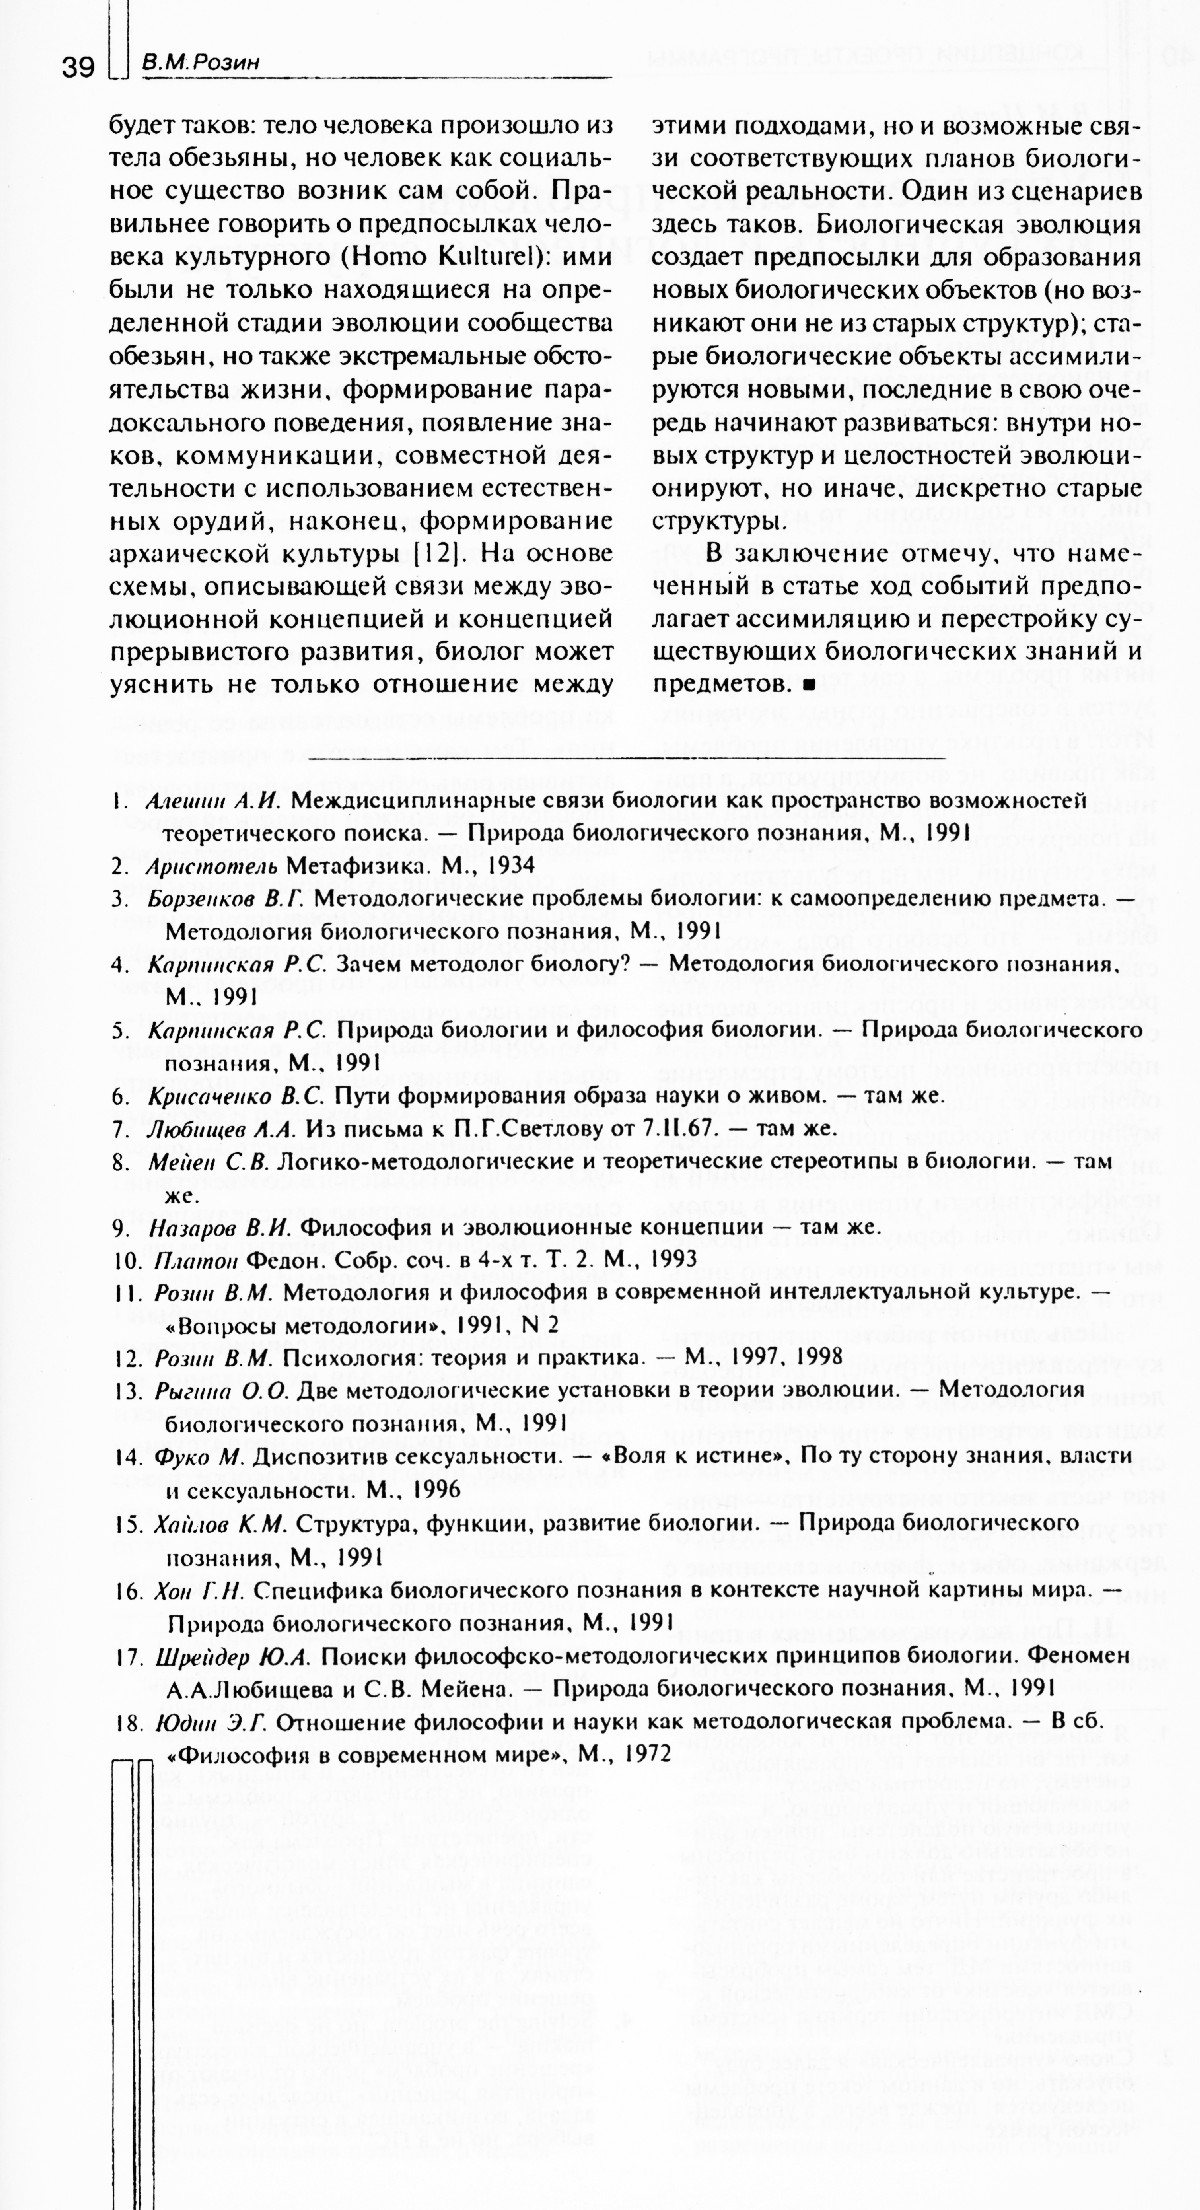 39
В.М.Розин
будет таков: тело человека произошло из
тела обезьяны, но человек как социаль-
ное существо возник сам собой. Пра-
вильнее говорить о предпосылках чело-
века культурного (Homo Kulturel): ими
были не только находящиеся на опре-
деленной стадии эволюции сообщества
обезьян, но также экстремальные обсто-
ятельства жизни, формирование пара-
доксального поведения, появление зна-
ков, коммуникации, совместной дея-
тельности с использованием естествен-
ных орудий, наконец, формирование
архаической культуры [12]. На основе
схемы, описывающей связи между эво-
люционной концепцией и концепцией
прерывистого развития, биолог может
уяснить не только отношение между
этими подходами, но и возможные свя-
зи соответствующих планов биологи-
ческой реальности. Один из сценариев
здесь таков. Биологическая эволюция
создает предпосылки для образования
новых биологических объектов (но воз-
никают они не из старых структур); ста-
рые биологические объекты ассимили-
руются новыми, последние в свою оче-
редь начинают развиваться: внутри но-
вых структур и целостностей эволюци-
онируют, но иначе, дискретно старые
структуры.
В заключение отмечу, что наме-
ченный в статье ход событий предпо-
лагает ассимиляцию и перестройку су-
ществующих биологических знаний и
предметов. ■
1. Алешин А.И. Междисциплинарные связи биологии как пространство возможностей
теоретического поиска. — Природа биологического познания, М., 1991
2. Аристотель Метафизика. М., 1934
3. Борзенков В.Г. Методологические проблемы биологии: к самоопределению предмета. —
Методология биологического познания, М., 1991
4. Карпинская Р.С. Зачем методолог биологу? — Методология биологического познания,
М., 1991
5. Карпинская Р.С. Природа биологии и философия биологии. — Природа биологического
познания, М., 1991
6. Крисаченко В.С. Пути формирования образа науки о живом. — там же.
7. Любищев А.А. Из письма к П.Г.Светлову от 7.II.67. — там же.
8. Мейен С.В. Логико-методологические и теоретические стереотипы в биологии. — там
же.
9. Назаров В.И. Философия и эволюционные концепции — там же.
10. Платон Федон. Собр. соч. в 4-х т. Т. 2. М., 1993
11. Розин В.М. Методология и философия в современной интеллектуальной культуре. —
«Вопросы методологии», 1991, N 2
12. Розин В.М. Психология: теория и практика. — М., 1997, 1998
13. Рыгина О.О. Две методологические установки в теории эволюции. — Методология
биологического познания, М., 1991
14. Фуко М. Диспозитив сексуальности. — «Воля к истине», По ту сторону знания, власти
и сексуальности. М., 1996
15. Хайлов К.М. Структура, функции, развитие биологии. — Природа биологического
познания, М., 1991
16. Хон Г.Н. Специфика биологического познания в контексте научной картины мира. —
Природа биологического познания, М., 1991
17. Шрейдер Ю.А. Поиски философско-методологических принципов биологии. Феномен
А.А.Любищева и С.В. Мейена. — Природа биологического познания, М., 1991
18. Юдин Э.Г. Отношение философии и науки как методологическая проблема. — В сб.
«Философия в современном мире», М., 1972